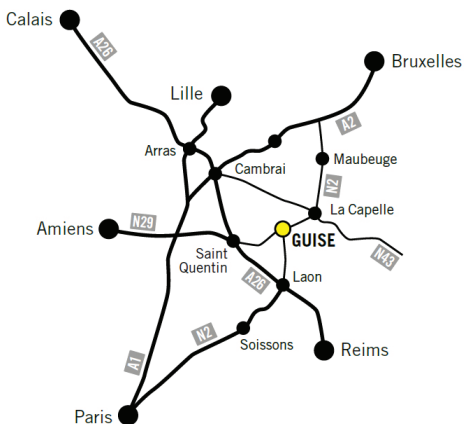 Calais
A26
Bruxelles
Lille
A2
Arras
Cambrai
Maubeuge
N2
La Capelle
Amiens
N29
GUISE
Saint
Quentin
N43
A26
Laon
N2
Soissons
Reims
A1
Paris